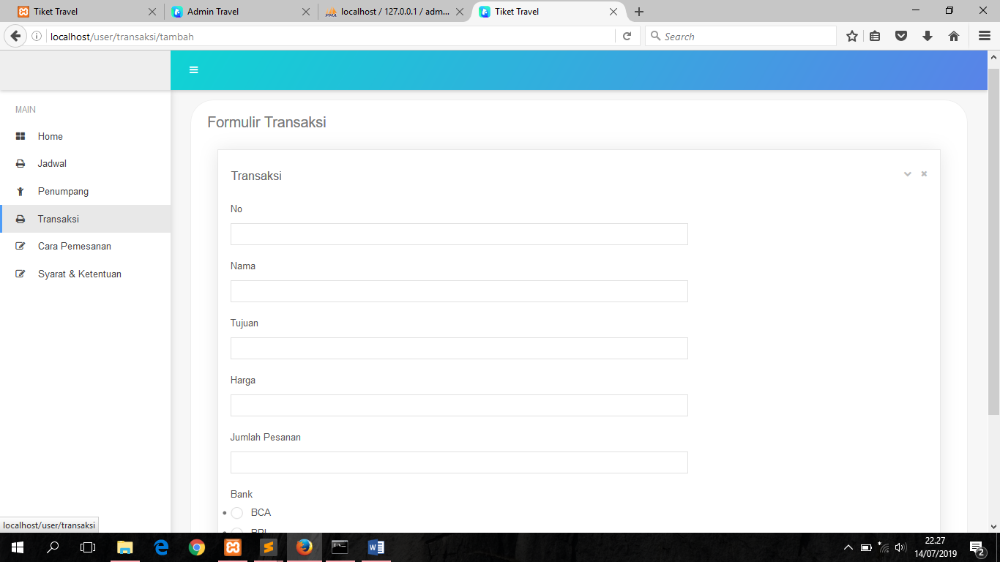 Tiket Travel
Admin Travel
localhost / 127.0.0.1 / adm...
Tiket Travel
localhost/user/transaksi/tambah
Search
MAIN
Home
Jadwal
Penumpang
Transaksi
Cara Pemesanan
Syarat & Ketentuan
Formulir Transaksi
Transaksi
No
Nama
Tujuan
Harga
Jumlah Pesanan
Bank
BCA
localhost/user/transaksi
22.27
14/07/2019
2